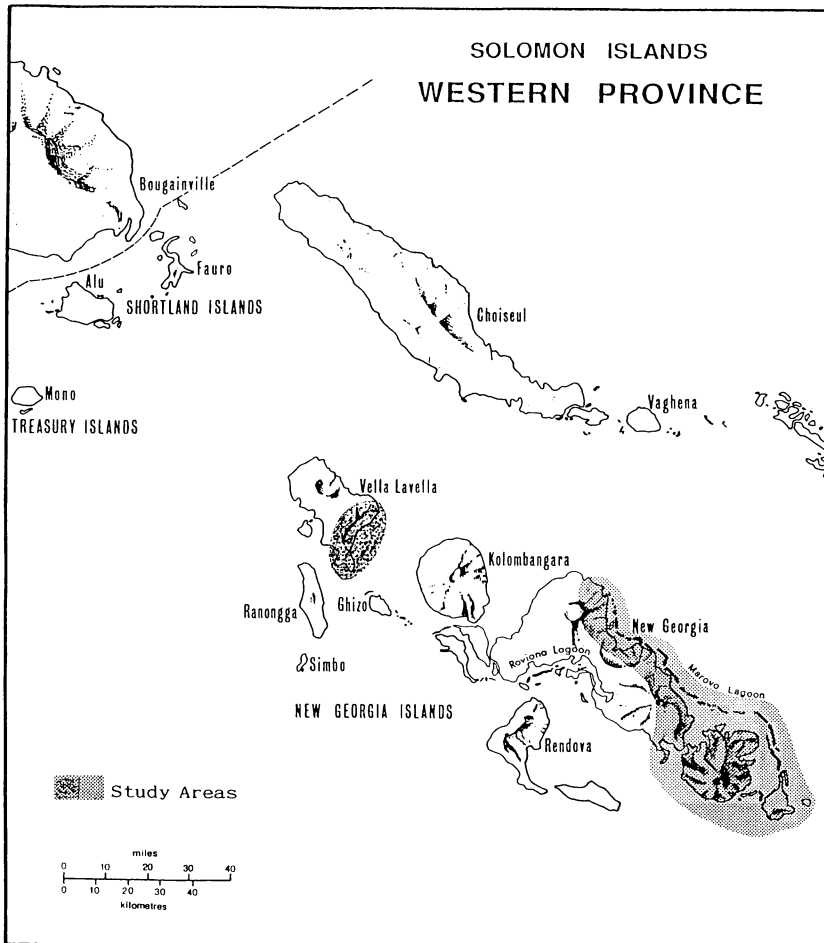 SOLOMON ISLANDS
WESTERN PROVINCE
Bougainville
Fauro
Alu
SHORTLAND ISLANDS
Choiseul
Mono
TREASURY ISLANDS
Vaghena
Vella Lavella
Kolombangara
Ranongga
Ghizo
New Georgia
Roviana Lagoon
Marovo Lagoon
Simbo
NEW GEORGIA ISLANDS
Rendova
Study Areas
miles
0 10 20 30 40
0 10 20 30 40
kilometres